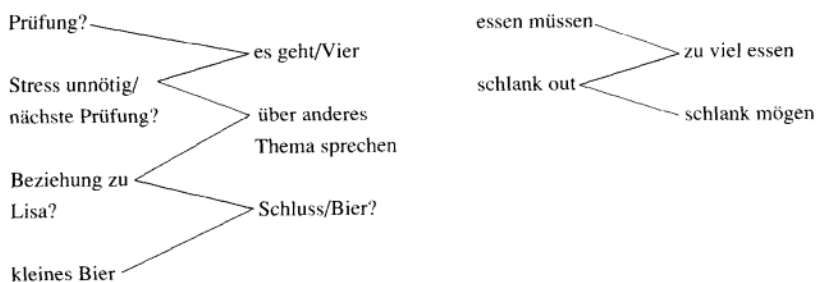 Prüfung?
es geht/Vier
Stress unnötig/
nächste Prüfung?
über anderes
Thema sprechen
Beziehung zu
Lisa?
Schluss/Bier?
kleines Bier
essen müssen
zu viel essen
schlank out
schlank mögen